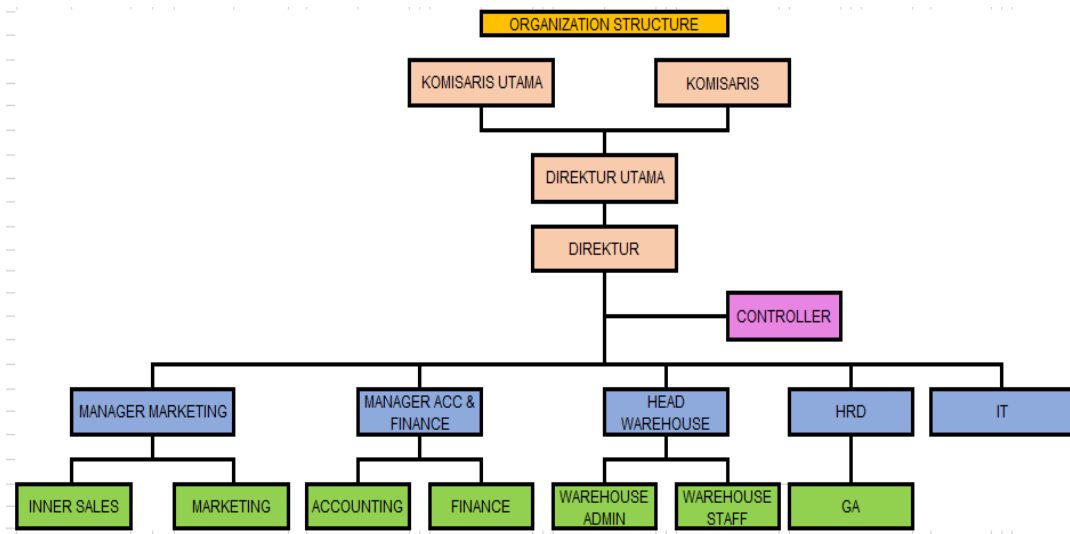 ORGANIZATION STRUCTURE
KOMISARIS UTAMA
KOMISARIS
DIREKTUR UTAMA
DIREKTUR
CONTROLLER
MANAGER MARKETING
MANAGER ACC &
FINANCE
HEAD
WAREHOUSE
HRD
IT
INNER SALES
MARKETING
ACCOUNTING
FINANCE
WAREHOUSE
ADMIN
WAREHOUSE
STAFF
GA